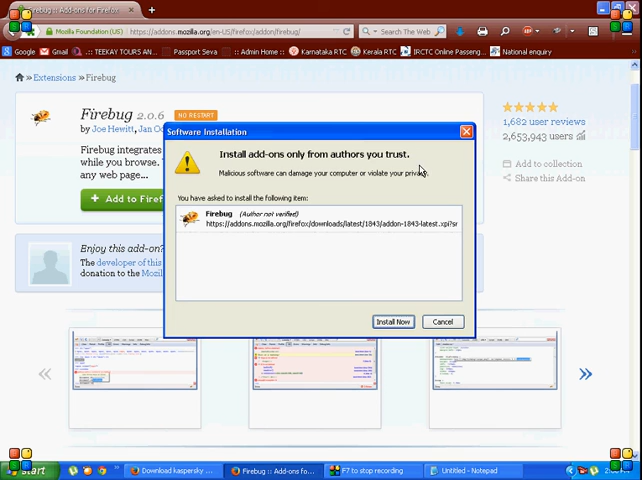 Firebug :: Add-ons for Firefox
Mozilla Foundation (US)
https://addons.mozilla.org/en-US/firefox/addon/firebug/
Search The Web
Google
Gmail
.:: TEEKAY TOURS AN...
Passport Seva
:: Admin Home ::
Karnataka RTC
Kerala RTC
IRCTC Online Passeng...
National enquiry
Extensions » Firebug
Firebug 2.0.6
NO RESTART
by Joe Hewitt, Jan Od
Firebug integrates
while you browse.
any web page...
Add to Firef
1,682 user reviews
2,653,943 users
Add to collection
Share this Add-on
Enjoy this add-on?
The developer of this
donation to the Mozil
Software Installation
Install add-ons only from authors you trust.
Malicious software can damage your computer or violate your privacy.
You have asked to install the following item:
Firebug (Author not verified)
https://addons.mozilla.org/firefox/downloads/latest/1843/addon-1843-latest.xpi?sr
Install Now
Cancel
start
Download kaspersky ...
Firebug :: Add-ons fo...
F7 to stop recording
Untitled - Notepad